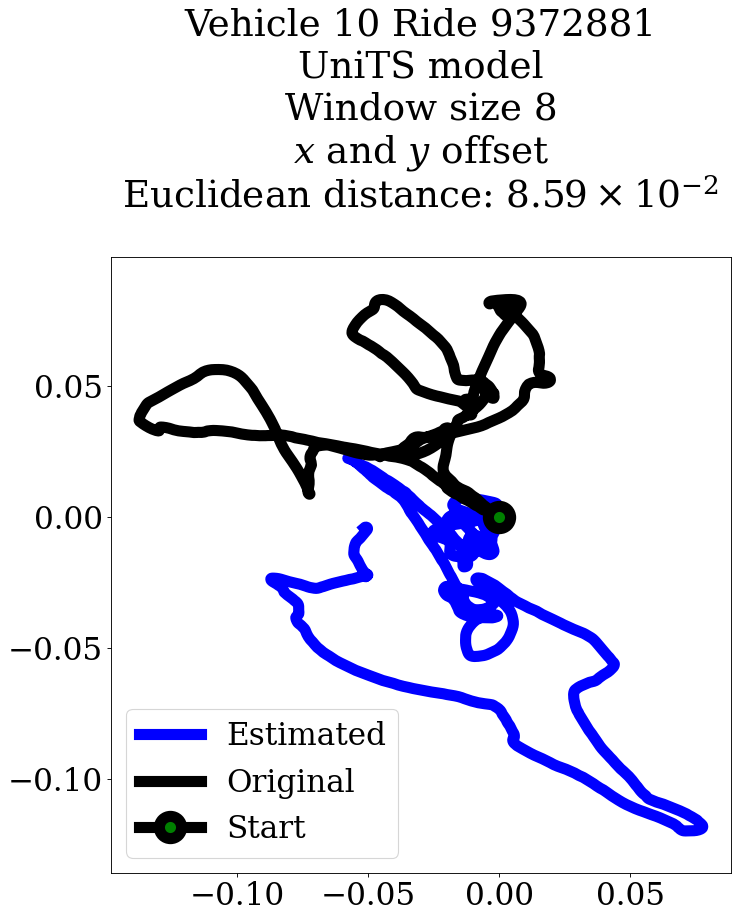 Vehicle 10 Ride 9372881
UniTS model
Window size 8
x and y offset
Euclidean distance: 8.59 × 10⁻²
0.05
0.00
−0.05
−0.10
Estimated
Original
Start
−0.10 −0.05 0.00 0.05